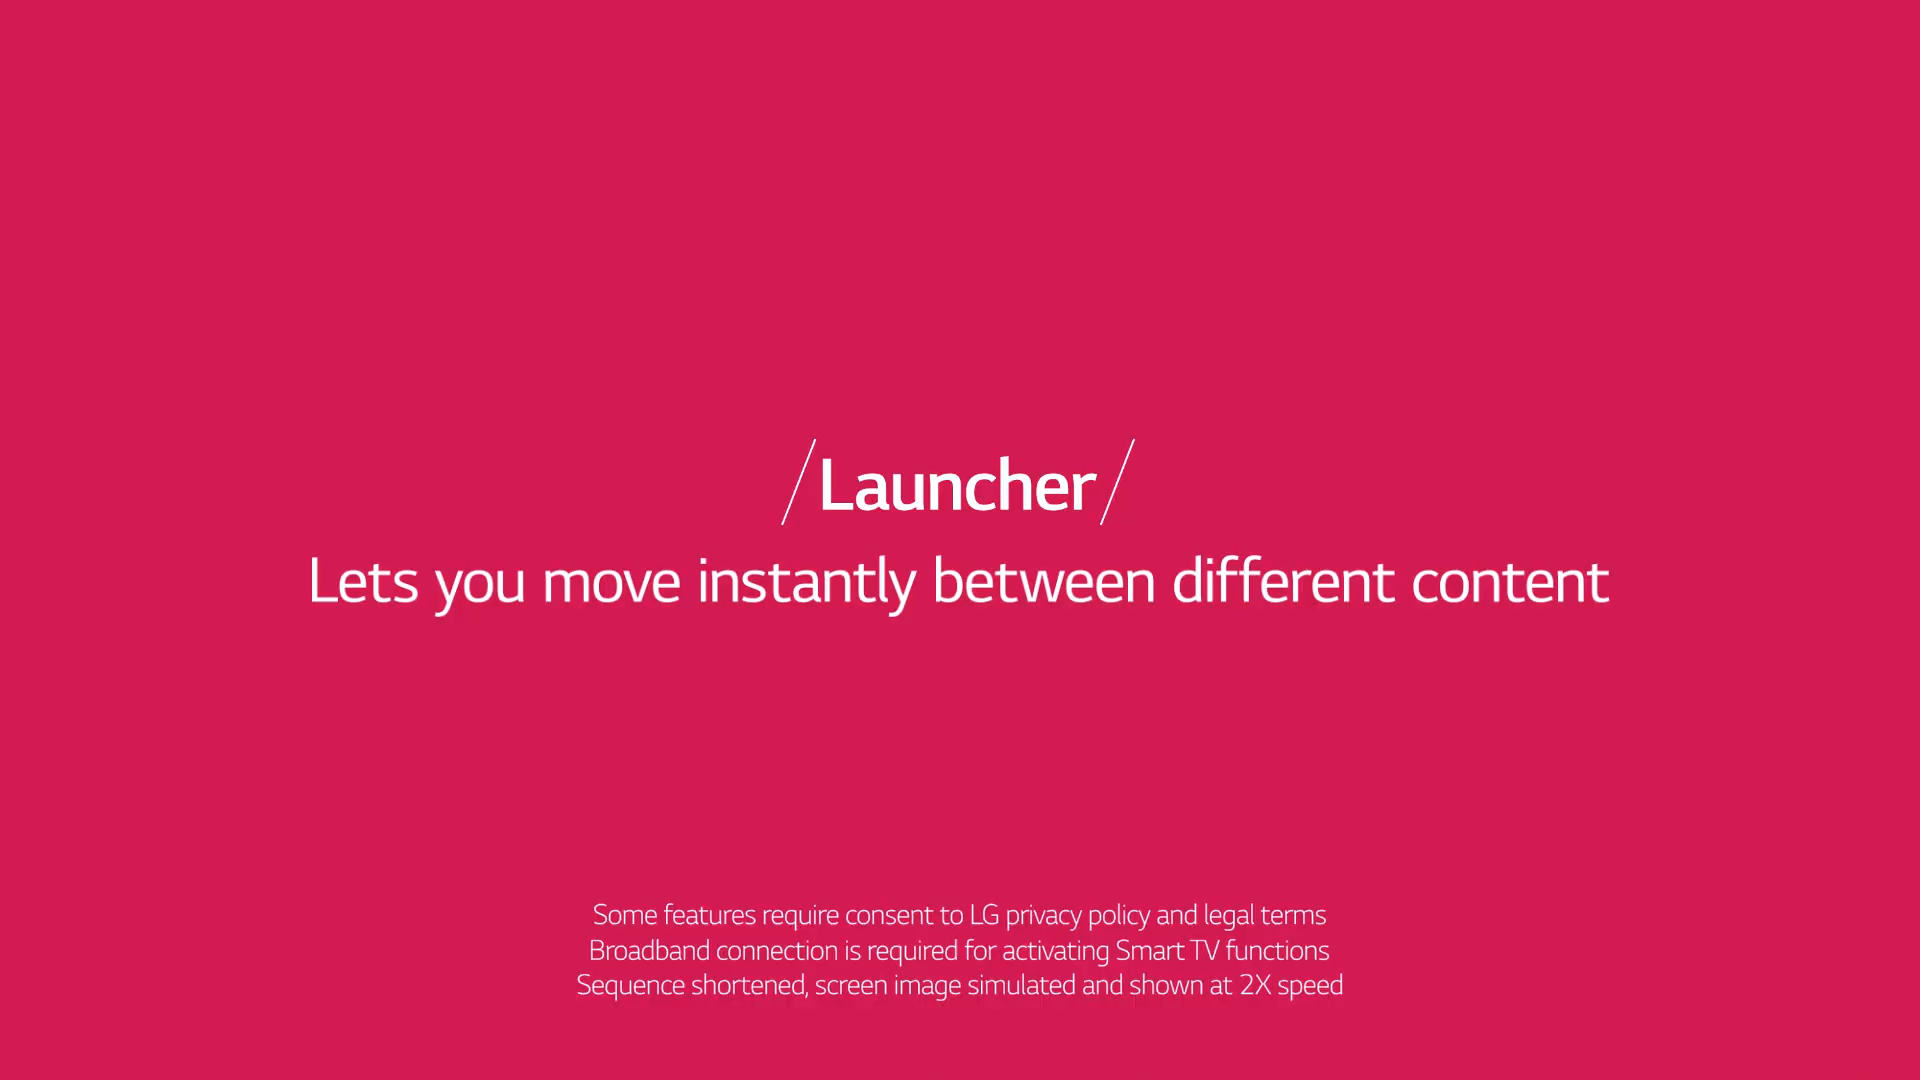 /Launcher/
Lets you move instantly between different content
Some features require consent to LG privacy policy and legal terms
Broadband connection is required for activating Smart TV functions
Sequence shortened, screen image simulated and shown at 2X speed